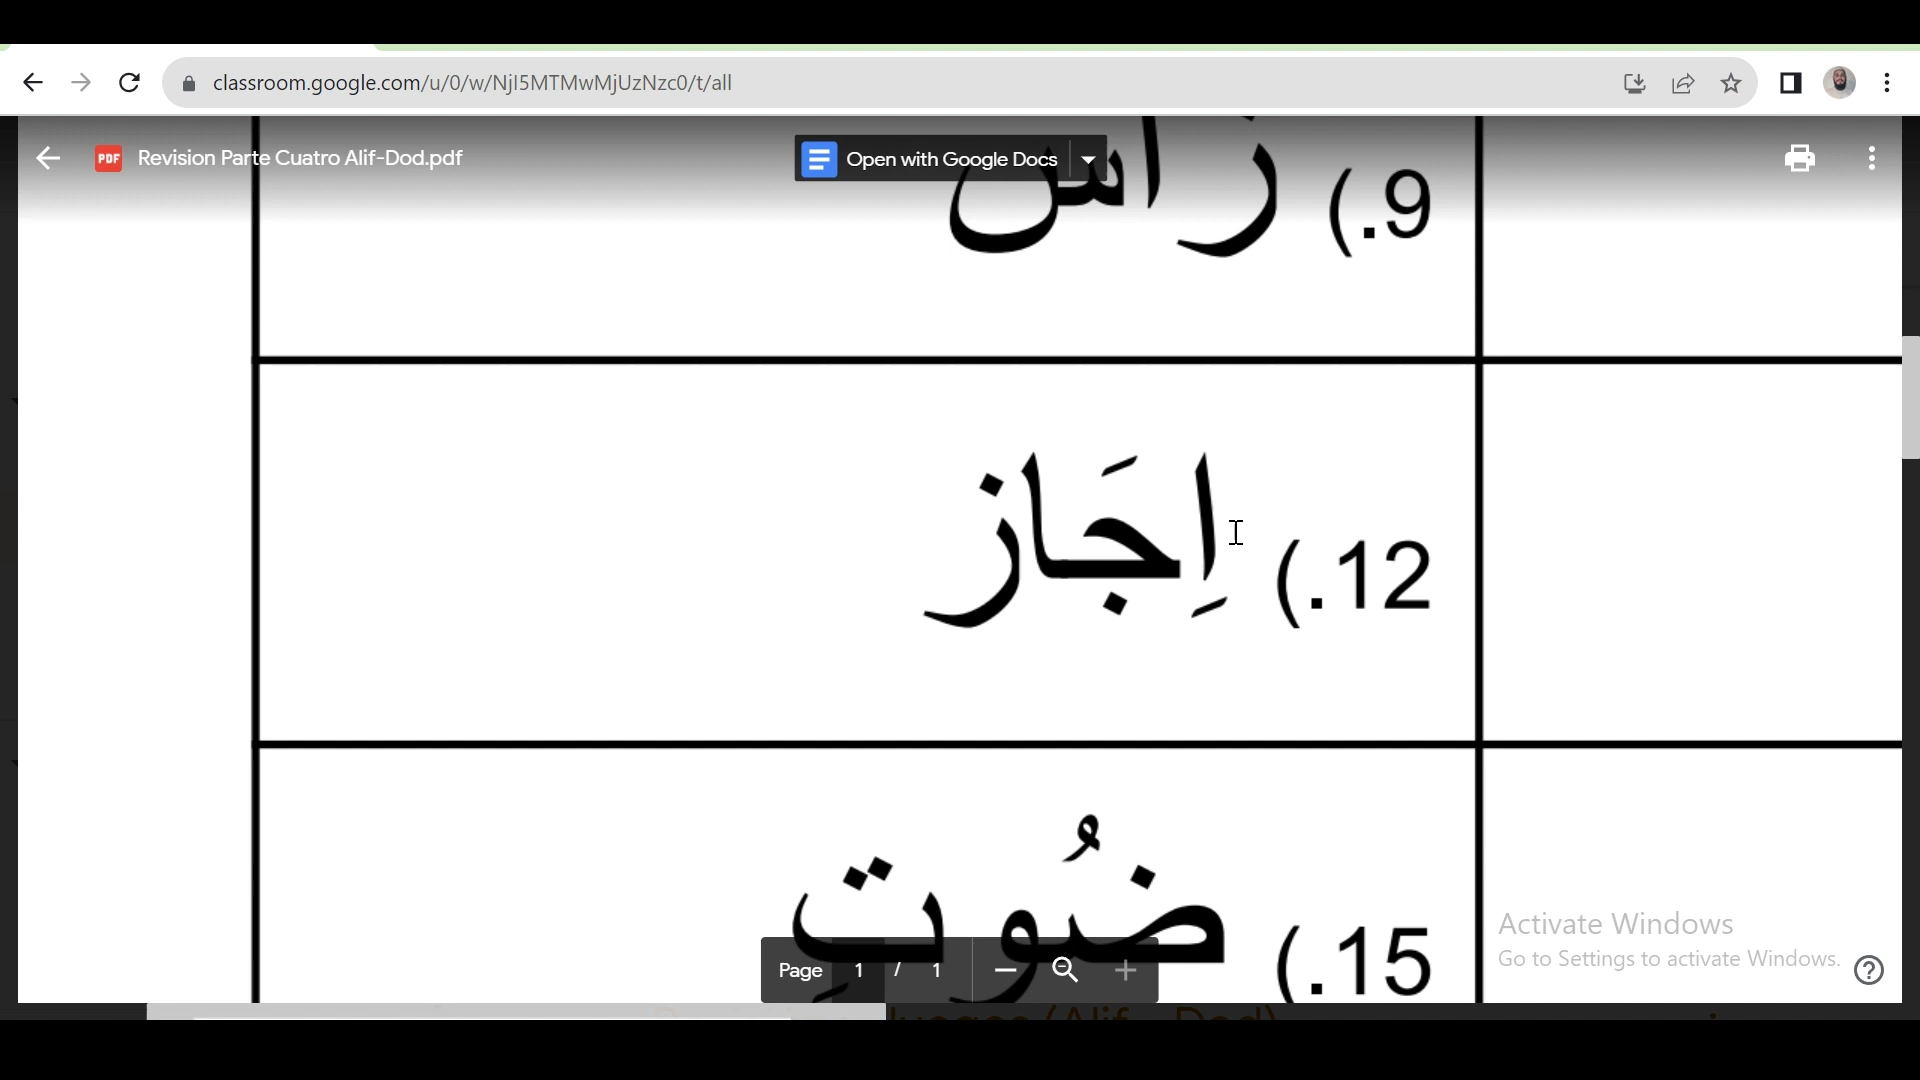 classroom.google.com/u/0/w/NjI5MTMwMjUzNzc0/t/all
Revision Parte Cuatro Alif-Dod.pdf
Open with Google Docs
9.)
12.) اِجَاز
15.) ضُوتِ
Activate Windows
Go to Settings to activate Windows.
Page 1 / 1